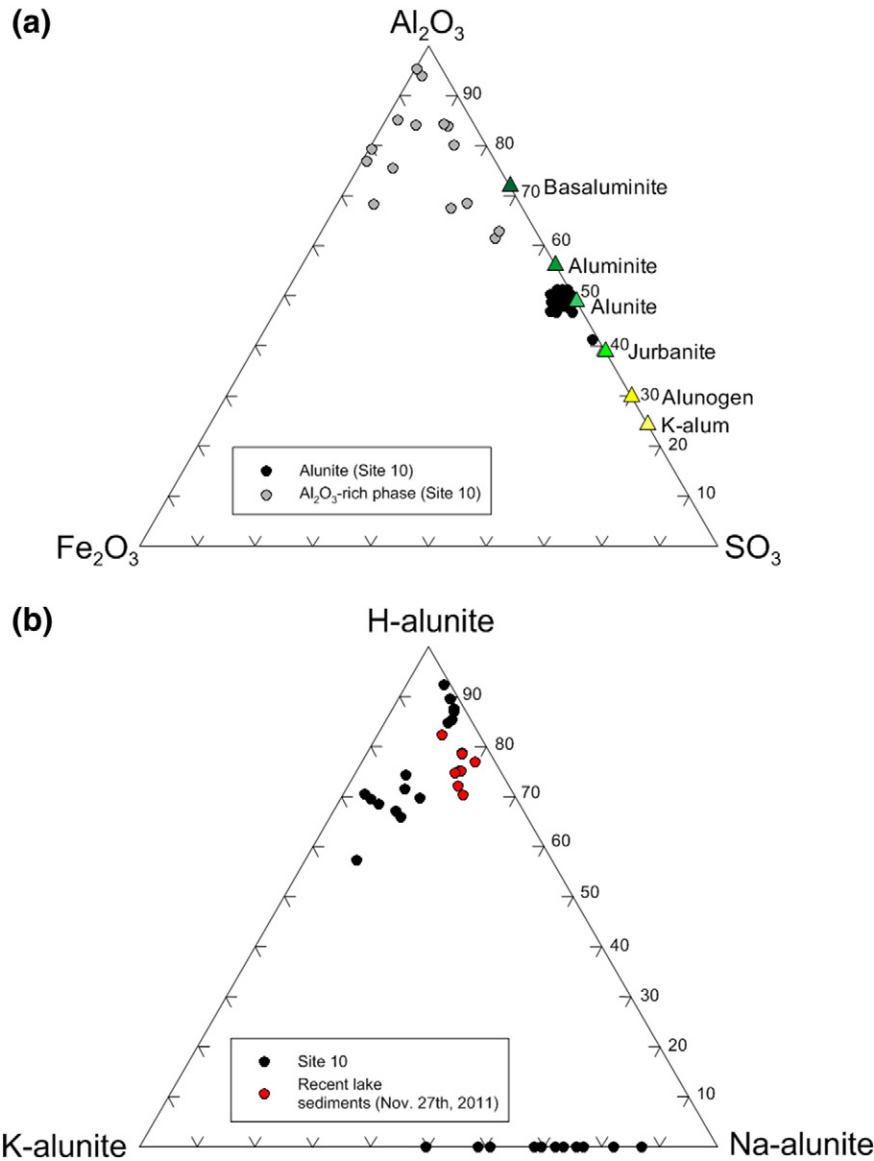 (a)
Al₂O₃
90
80
70 Basaluminite
60
Aluminite
50
Alunite
40 Jurbanite
30 Alunogen
K-alum
20
10
Alunite (Site 10)
Al₂O₃-rich phase (Site 10)
Fe₂O₃ SO₃
(b)
H-alunite
90
80
70
60
50
40
30
20
10
Site 10
Recent lake
sediments (Nov. 27th, 2011)
K-alunite Na-alunite